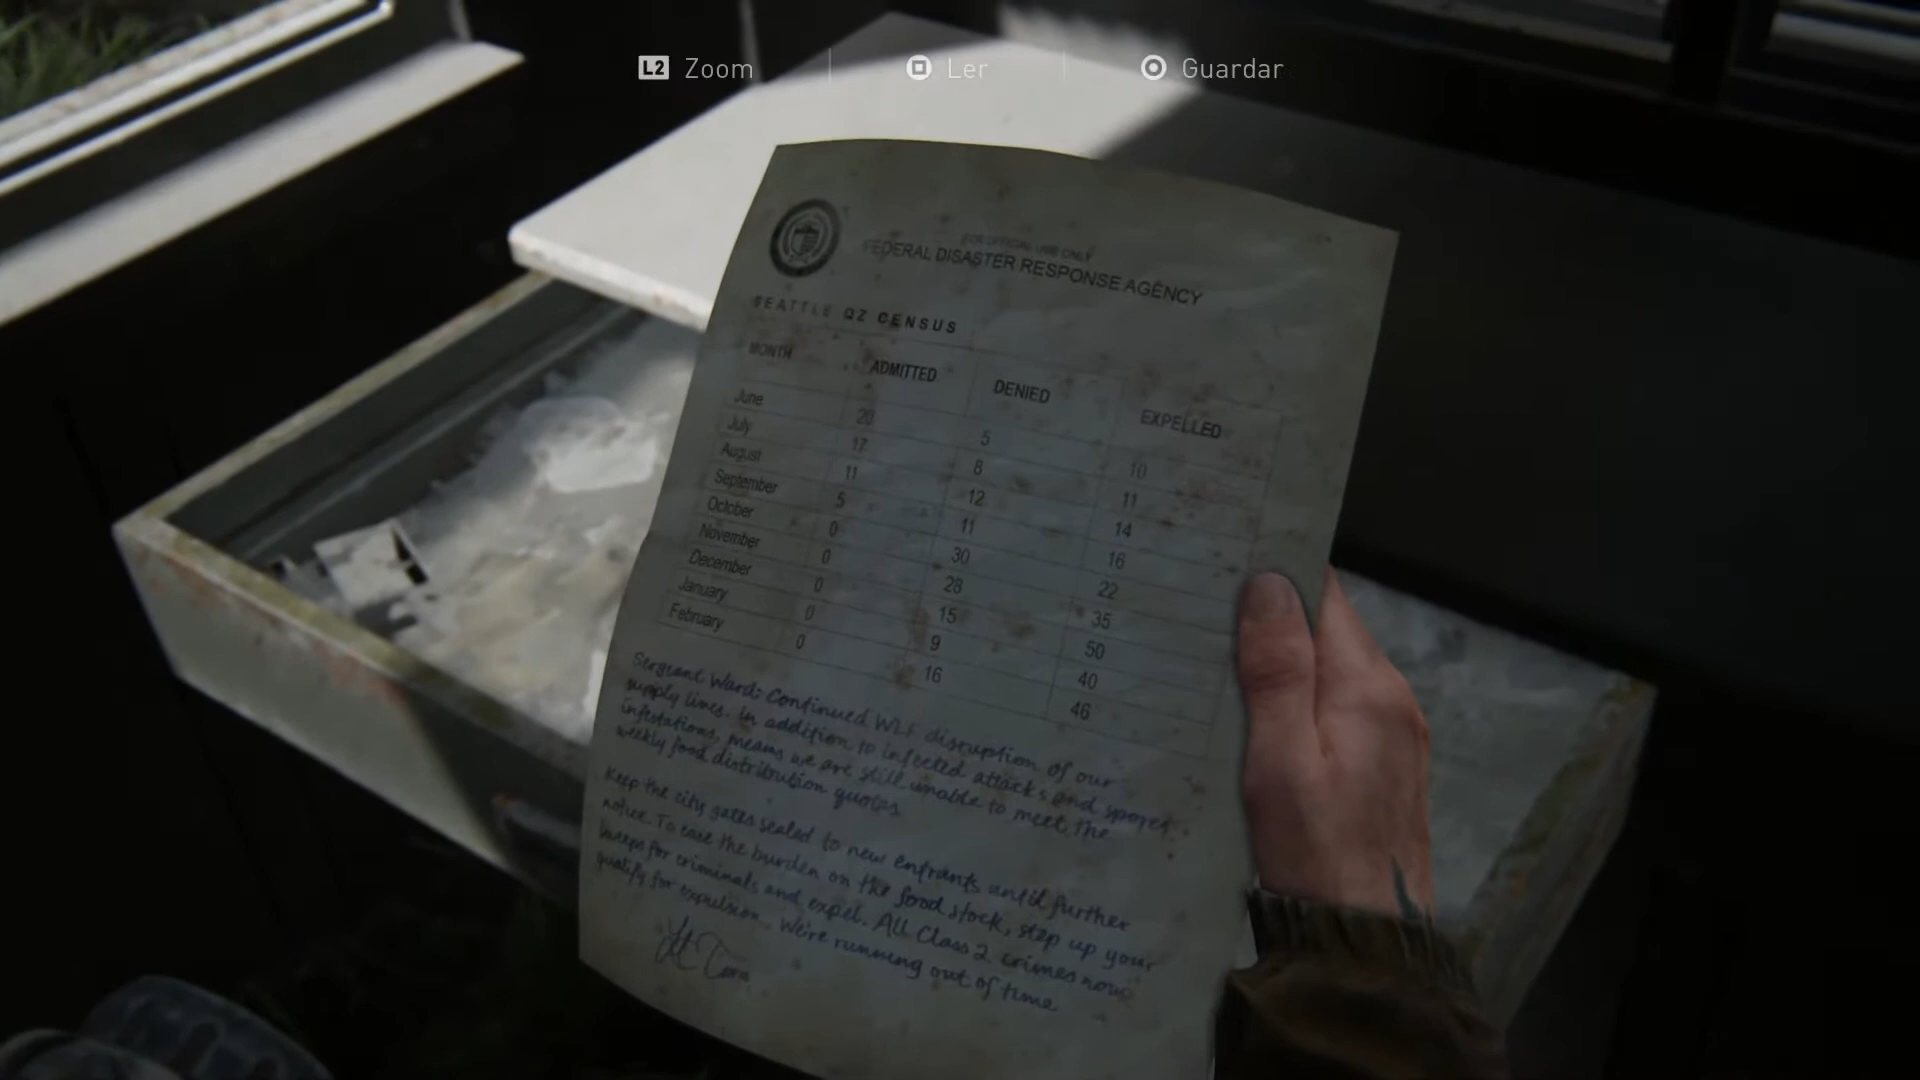 L2 Zoom Ler Guardar
FOR OFFICIAL USE ONLY
FEDERAL DISASTER RESPONSE AGENCY
SEATTLE QZ CENSUS
MONTH ADMITTED DENIED EXPELLED
June 20 5 10
July 17 8 11
August 11 12 14
September 5 11 16
October 0 30 22
November 0 28 35
December 0 15 50
January 0 9 40
February 0 16 46
Sergeant Ward: Continued WLF disruption of our
supply lines, in addition to infected attacks and spores
infestations, means we are still unable to meet the
weekly food distribution quotas.
Keep the city gates sealed to new entrants until further
notice. To ease the burden on the food stock, step up your
sweeps for criminals and expel. All Class 2 crimes now
qualify for expulsion. We're running out of time